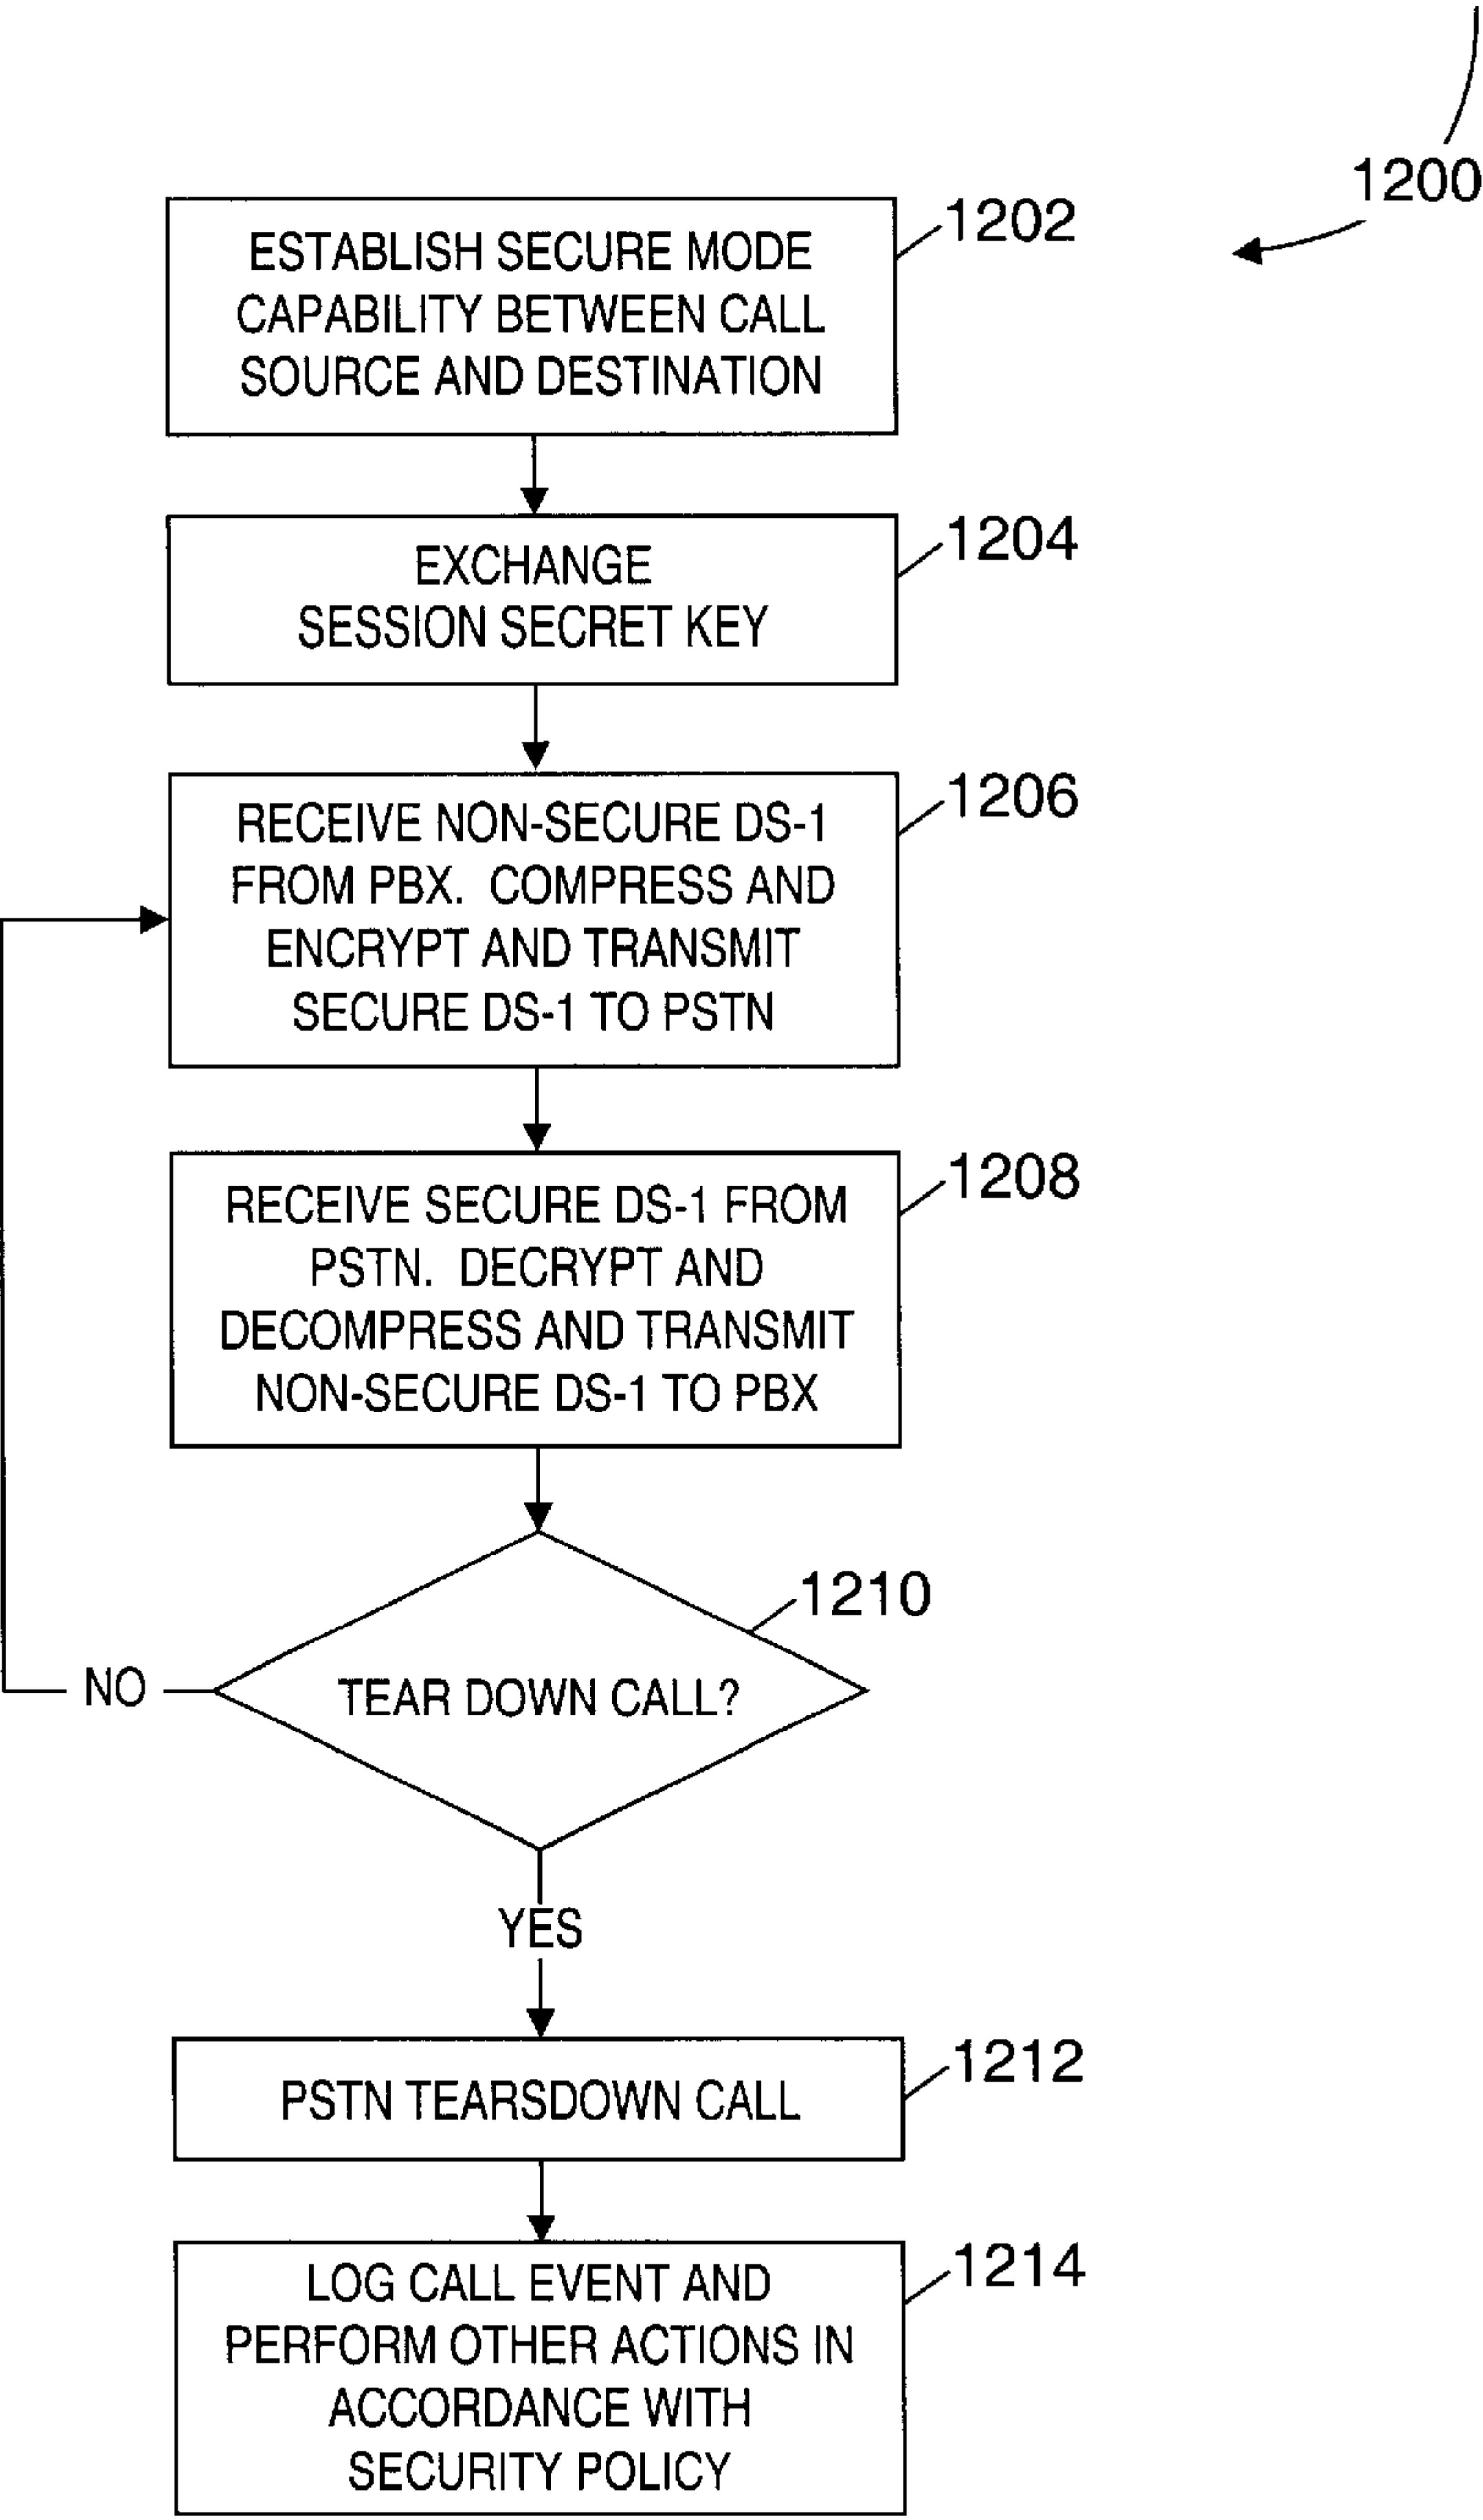 1200
1202
ESTABLISH SECURE MODE
CAPABILITY BETWEEN CALL
SOURCE AND DESTINATION
1204
EXCHANGE
SESSION SECRET KEY
1206
RECEIVE NON-SECURE DS-1
FROM PBX. COMPRESS AND
ENCRYPT AND TRANSMIT
SECURE DS-1 TO PSTN
1208
RECEIVE SECURE DS-1 FROM
PSTN. DECRYPT AND
DECOMPRESS AND TRANSMIT
NON-SECURE DS-1 TO PBX
1210
TEAR DOWN CALL?
NO
YES
1212
PSTN TEARSDOWN CALL
1214
LOG CALL EVENT AND
PERFORM OTHER ACTIONS IN
ACCORDANCE WITH
SECURITY POLICY